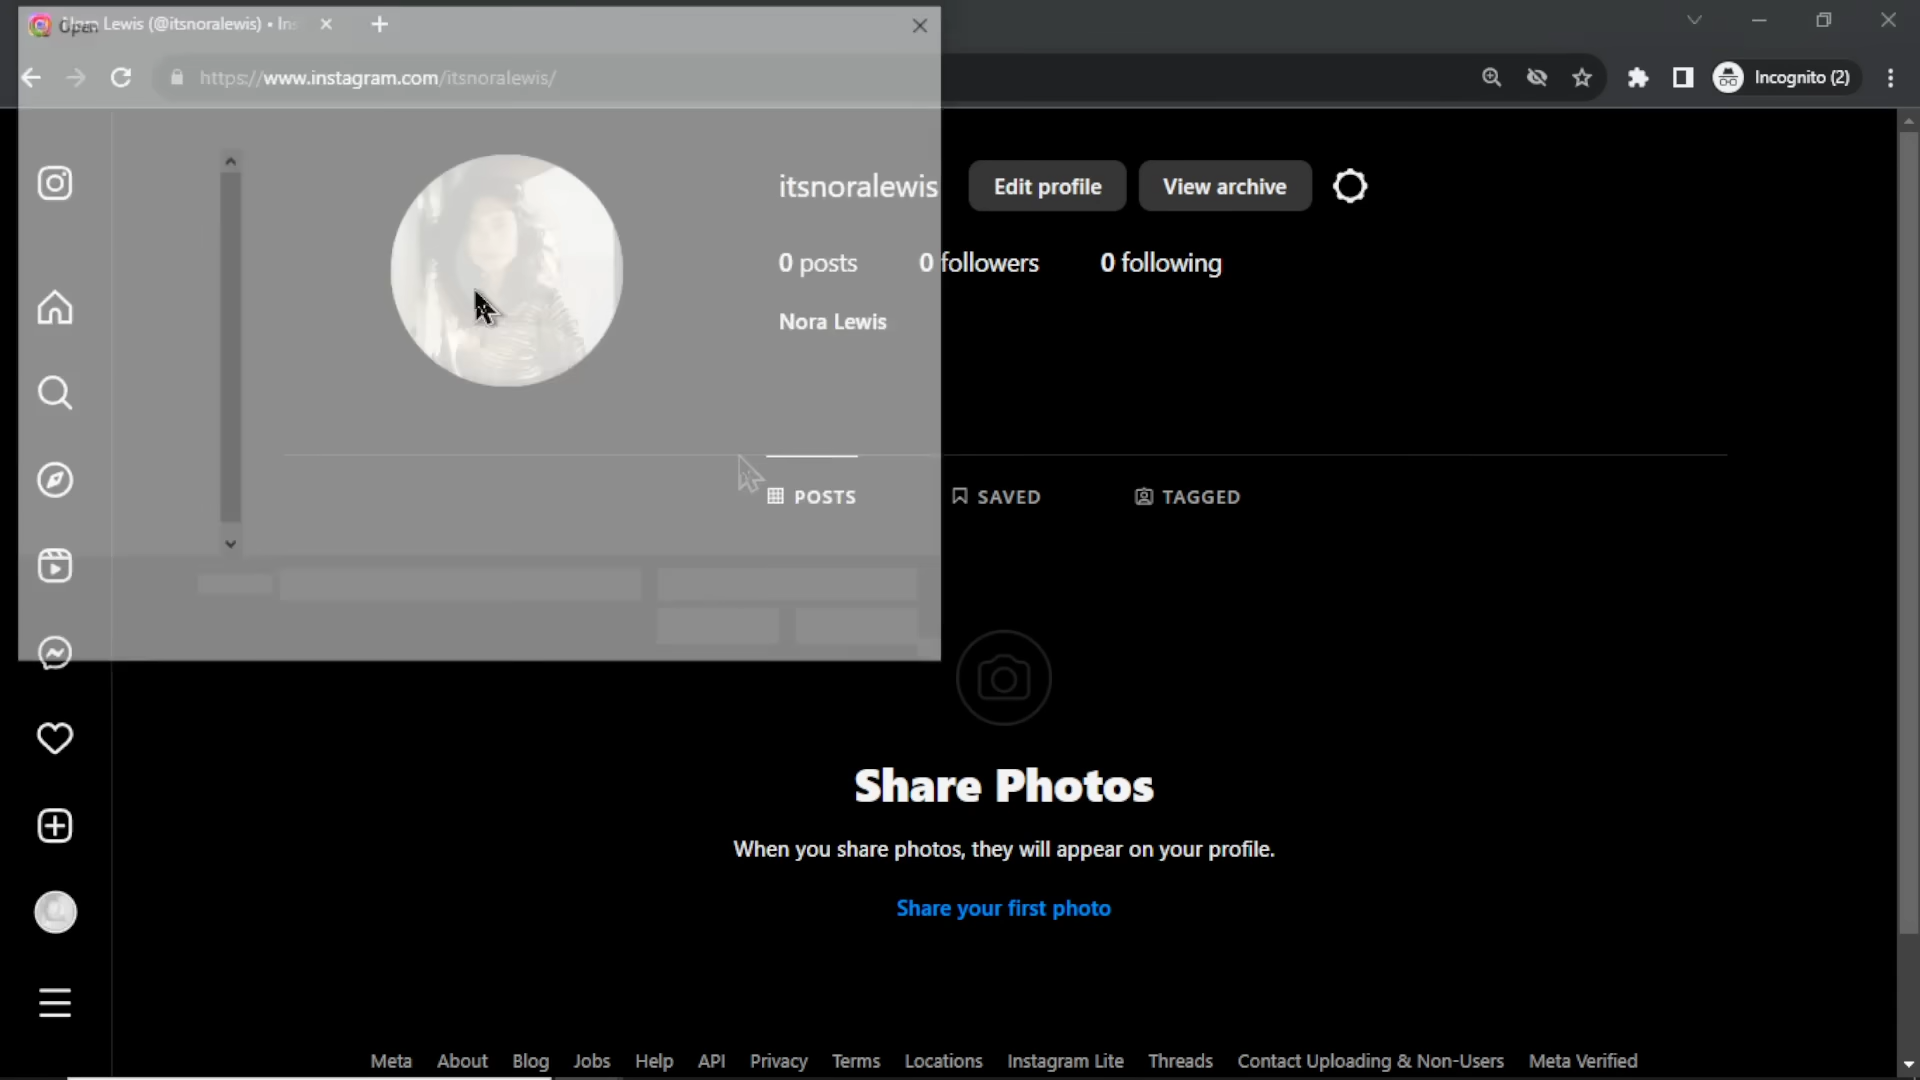 Open
Nora Lewis (@itsnoralewis) • Ins
https://www.instagram.com/itsnoralewis/
Incognito (2)
itsnoralewis
Edit profile
View archive
0 posts
0 followers
0 following
Nora Lewis
POSTS
SAVED
TAGGED
Share Photos
When you share photos, they will appear on your profile.
Share your first photo
Meta About Blog Jobs Help API Privacy Terms Locations Instagram Lite Threads Contact Uploading & Non-Users Meta Verified